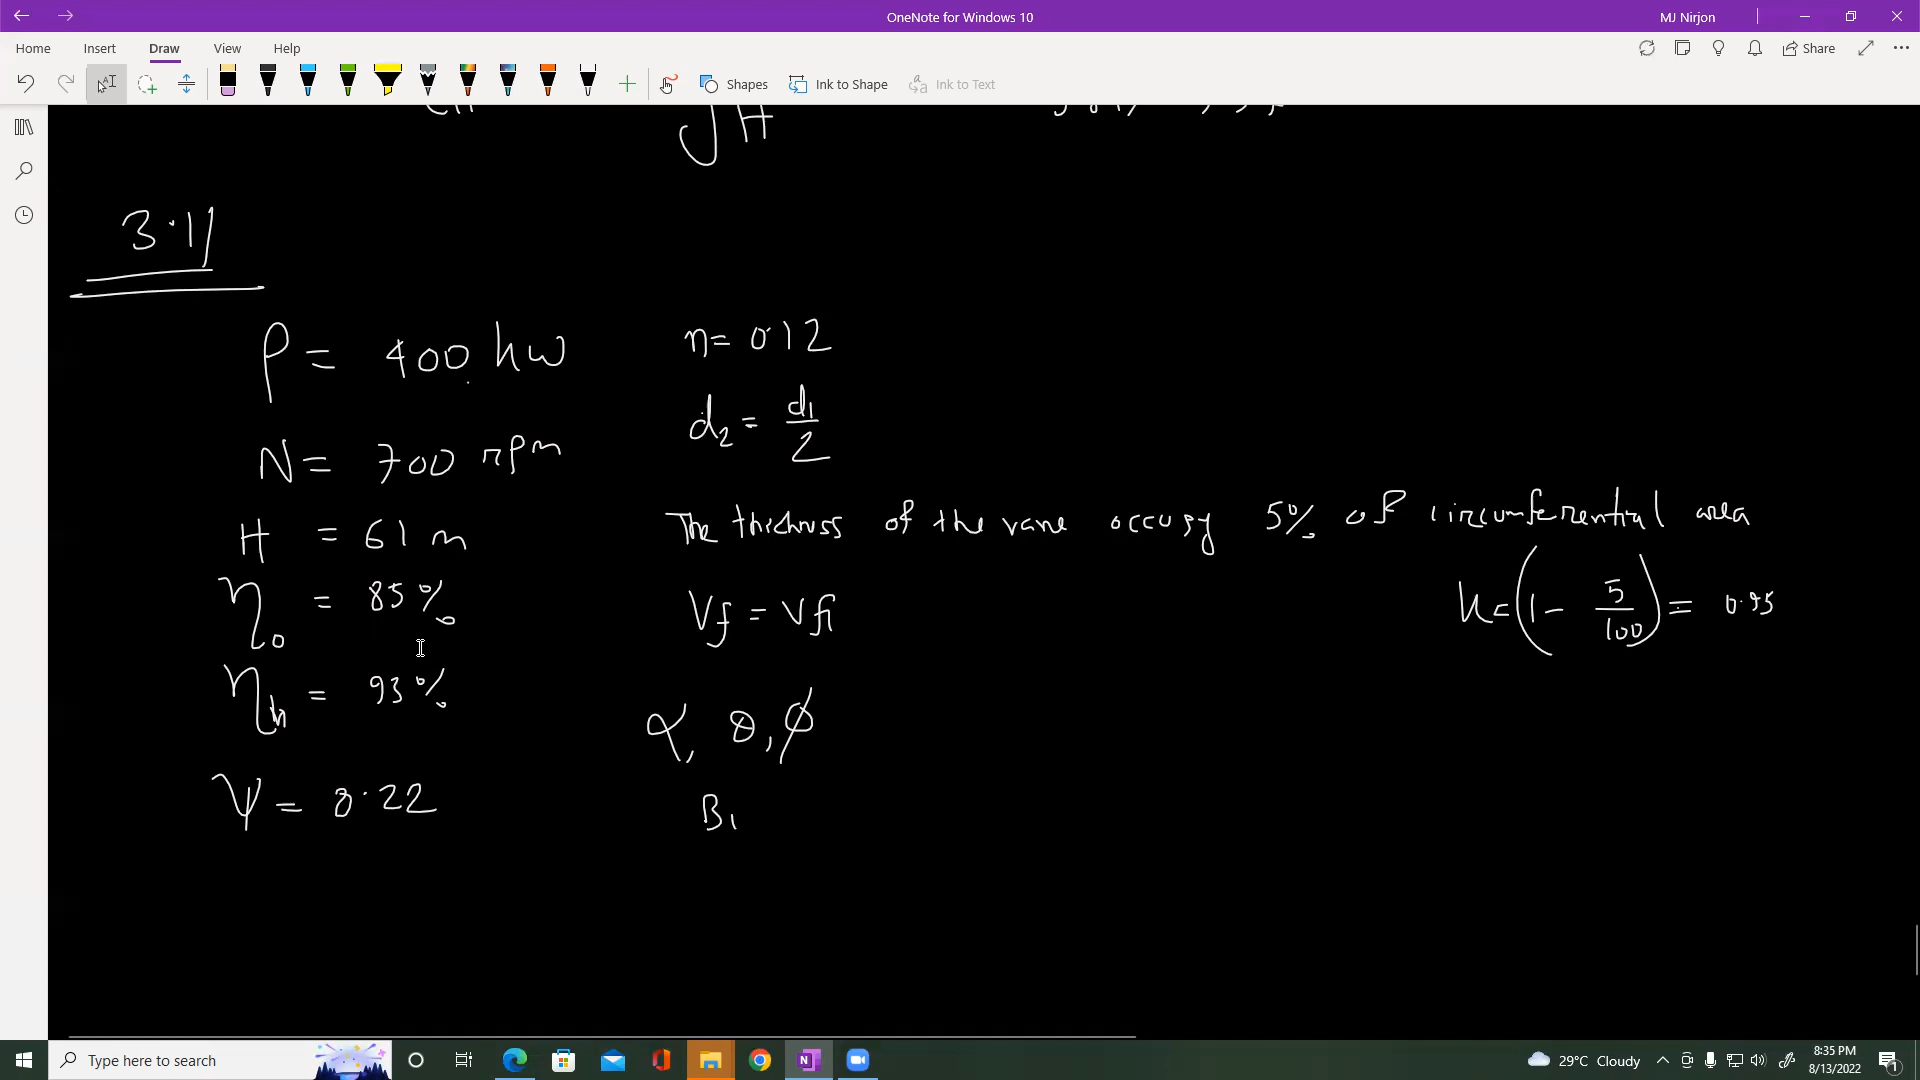 OneNote for Windows 10
MJ Nirjon
Home Insert Draw View Help
Share
Shapes Ink to Shape Ink to Text
√H
3.11
P = 400 kw
N = 700 rpm
H = 61 m
η₀ = 85%
ηh = 93%
Ψ = 0.22
n = 0.12
d₂ = d₁/2
The thickness of the vane occupy 5% of circumferential area
K = (1 - 5/100) = 0.95
Vf = Vf₁
α, θ, φ
B₁
Type here to search
29°C Cloudy
8:35 PM
8/13/2022
1